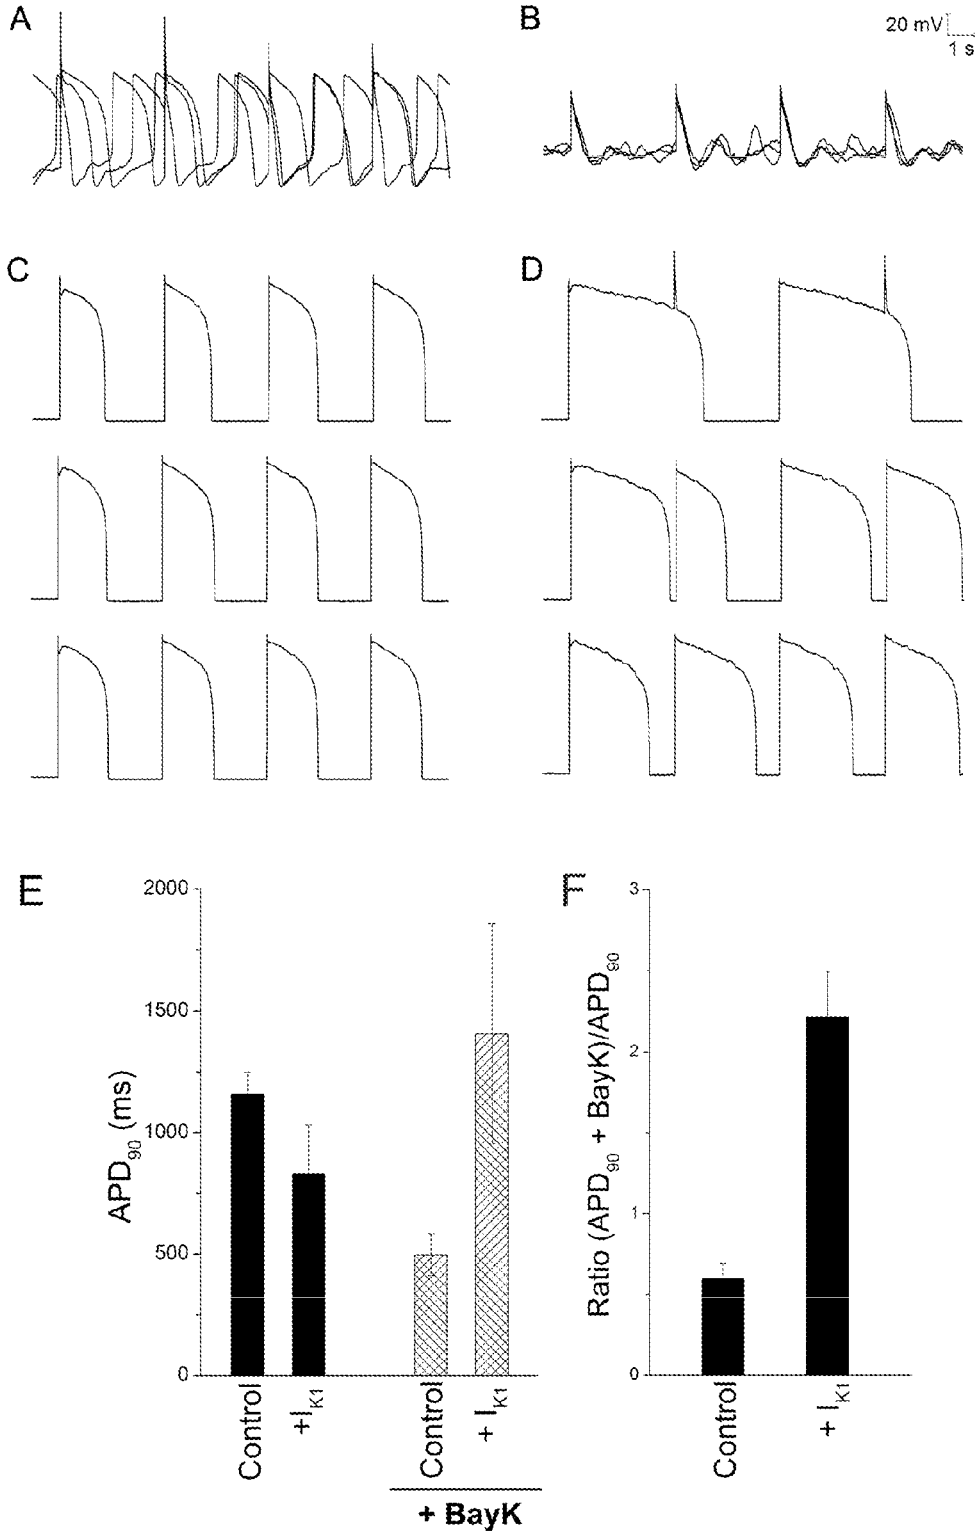 A
B
20 mV
1 s
C
D
E
2000
1500
1000
500
0
APD90 (ms)
Control
+IK1
Control
+ IK1
+ BayK
F
3
2
1
0
Ratio (APD90 + BayK)/APD90
Control
+ IK1